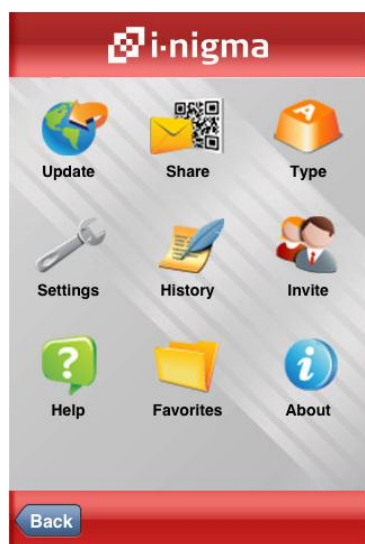 i-nigma
A
Update Share Type
Settings History Invite
?
Help Favorites About
i
Back